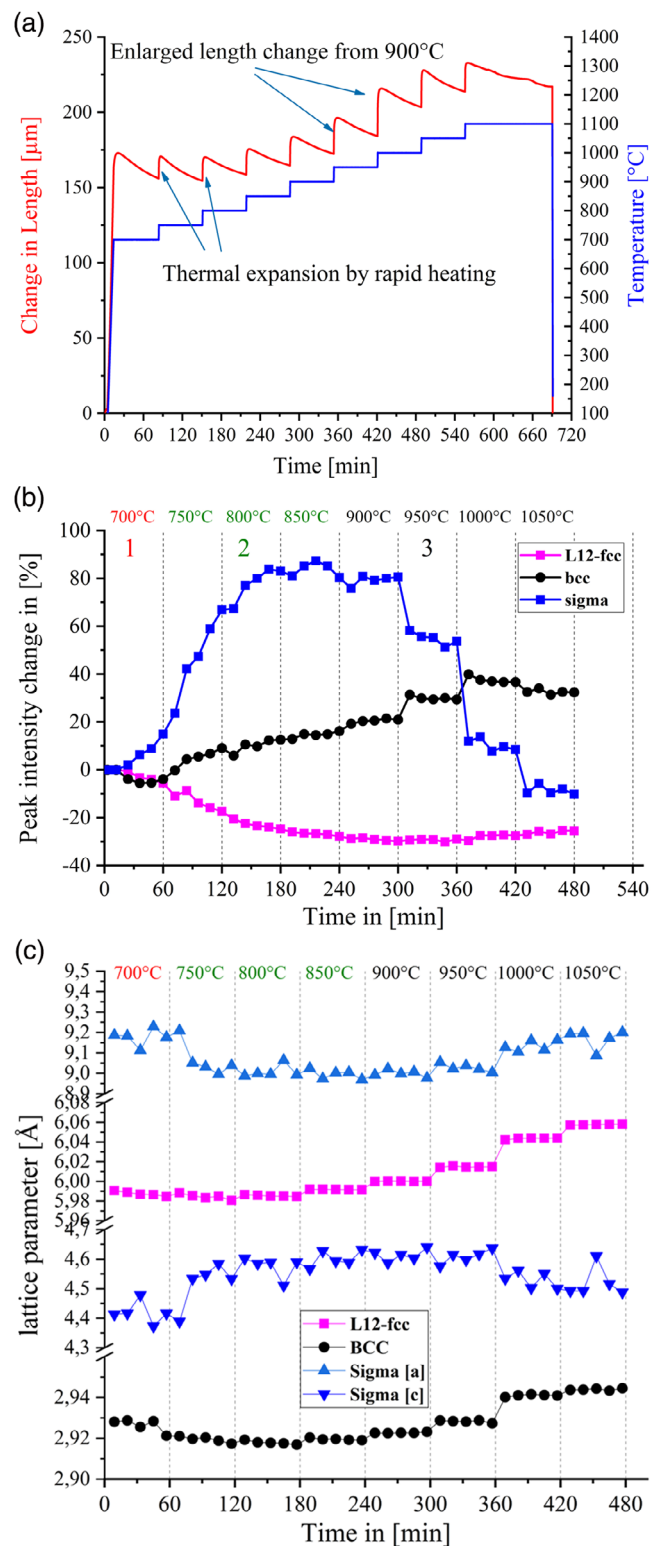 (a)
Enlarged length change from 900°C
Thermal expansion by rapid heating
Change in Length [µm]
250
200
150
100
50
0
Temperature [°C]
1400
1300
1200
1100
1000
900
800
700
600
500
400
300
200
100
0 60 120 180 240 300 360 420 480 540 600 660 720
Time [min]
(b)
700°C 750°C 800°C 850°C 900°C 950°C 1000°C 1050°C
1 2 3
L12-fcc
bcc
sigma
Peak intensity change in [%]
100
80
60
40
20
0
-20
-40
0 60 120 180 240 300 360 420 480 540
Time in [min]
(c)
700°C 750°C 800°C 850°C 900°C 950°C 1000°C 1050°C
lattice parameter [Å]
9,5
9,4
9,3
9,2
9,1
9,0
8,9
6,08
6,06
6,04
6,02
6,00
5,98
5,96
4,7
4,6
4,5
4,4
4,3
2,94
2,92
2,90
L12-fcc
BCC
Sigma [a]
Sigma [c]
0 60 120 180 240 300 360 420 480
Time in [min]